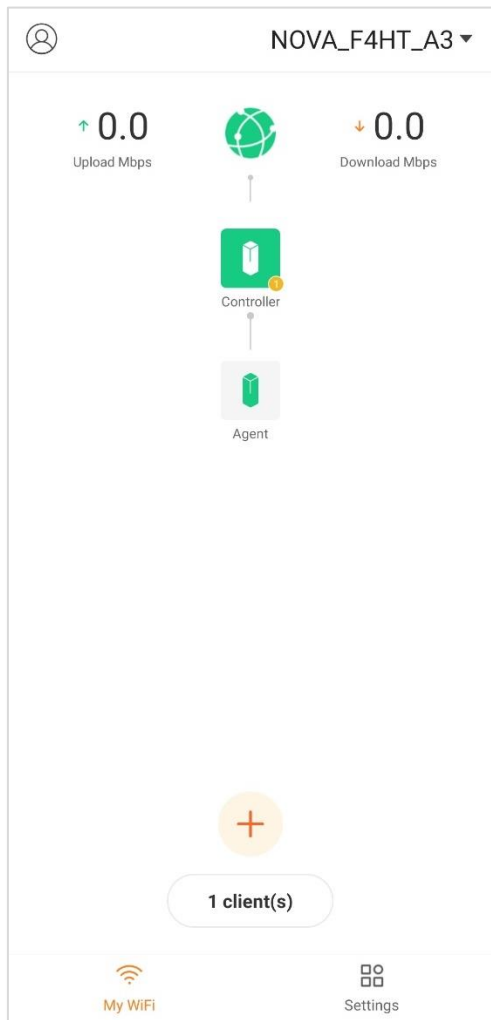 NOVA_F4HT_A3
0.0
Upload Mbps
0.0
Download Mbps
1
Controller
Agent
1 client(s)
My WiFi
Settings